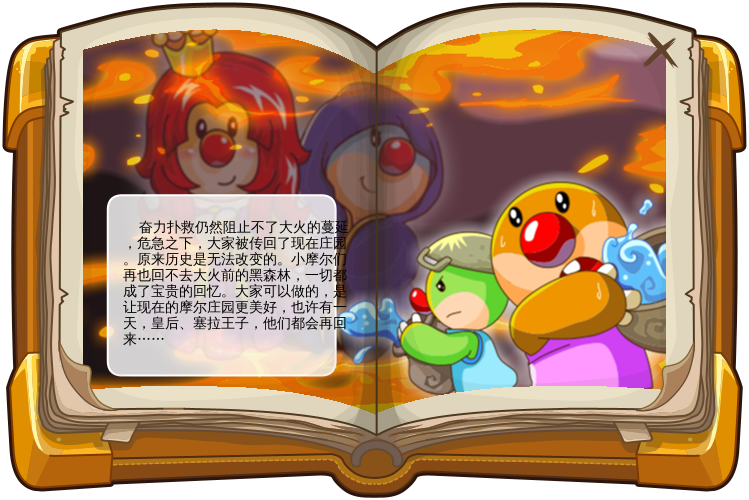 奋力扑救仍然阻止不了大火的蔓延
，危急之下，大家被传回了现在庄园
。原来历史是无法改变的。小摩尔们
再也回不去大火前的黑森林，一切都
成了宝贵的回忆。大家可以做的，是
让现在的摩尔庄园更美好，也许有一
天，皇后、塞拉王子，他们都会再回
来……